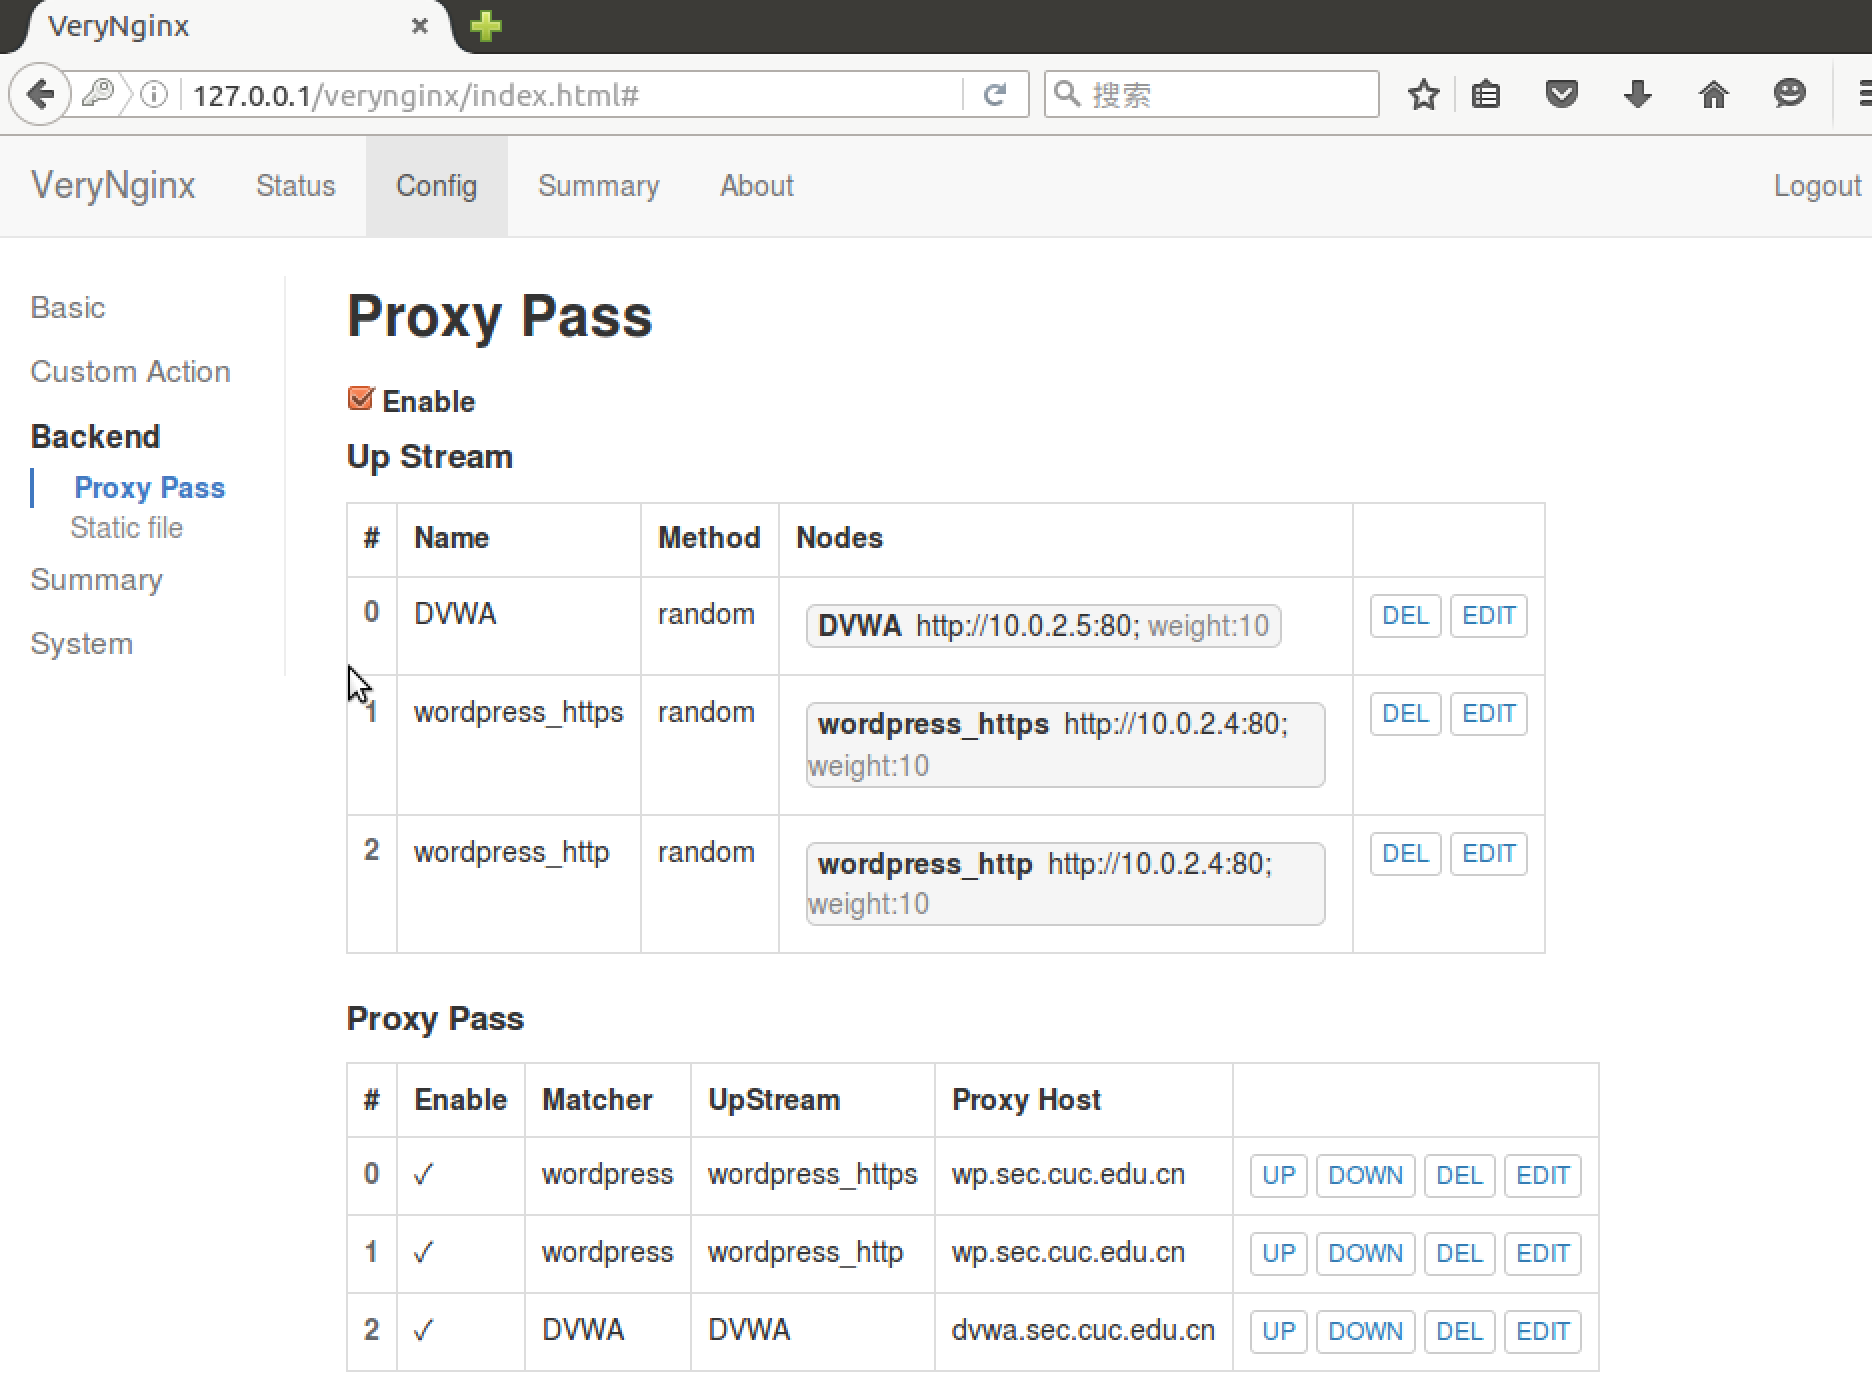 VeryNginx
127.0.0.1/verynginx/index.html#
搜索
VeryNginx Status Config Summary About Logout
Basic
Custom Action
Backend
Proxy Pass
Static file
Summary
System
Proxy Pass
Enable
Up Stream
# Name Method Nodes
0 DVWA random DVWA http://10.0.2.5:80; weight:10 DEL EDIT
1 wordpress_https random wordpress_https http://10.0.2.4:80; DEL EDIT
weight:10
2 wordpress_http random wordpress_http http://10.0.2.4:80; DEL EDIT
weight:10
Proxy Pass
# Enable Matcher UpStream Proxy Host
0 ✓ wordpress wordpress_https wp.sec.cuc.edu.cn UP DOWN DEL EDIT
1 ✓ wordpress wordpress_http wp.sec.cuc.edu.cn UP DOWN DEL EDIT
2 ✓ DVWA DVWA dvwa.sec.cuc.edu.cn UP DOWN DEL EDIT